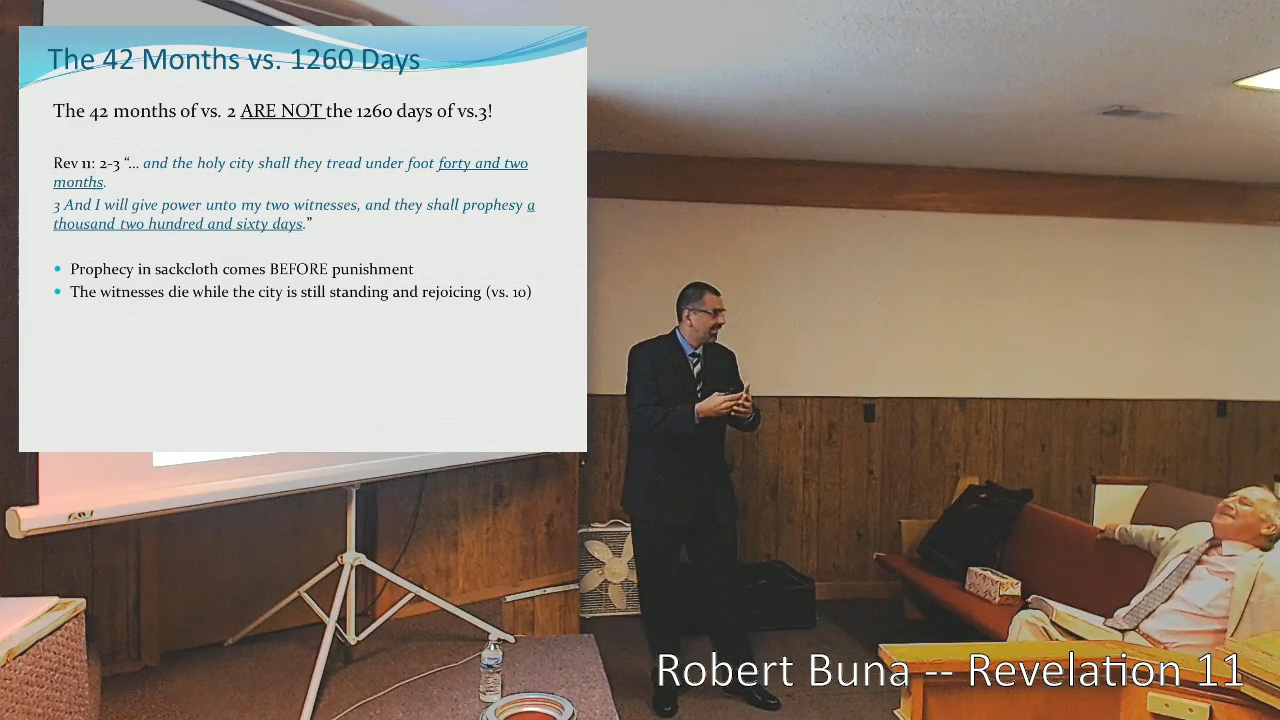 The 42 Months vs. 1260 Days
The 42 months of vs. 2 ARE NOT the 1260 days of vs.3!
Rev 11: 2-3 “... and the holy city shall they tread under foot forty and two
months.
3 And I will give power unto my two witnesses, and they shall prophesy a
thousand two hundred and sixty days.”
• Prophecy in sackcloth comes BEFORE punishment
• The witnesses die while the city is still standing and rejoicing (vs. 10)
Robert Buna -- Revelation 11